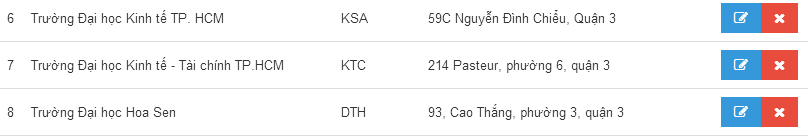 6 Trường Đại học Kinh tế TP. HCM KSA 59C Nguyễn Đình Chiểu, Quận 3
7 Trường Đại học Kinh tế - Tài chính TP.HCM KTC 214 Pasteur, phường 6, quận 3
8 Trường Đại học Hoa Sen DTH 93, Cao Thắng, phường 3, quận 3